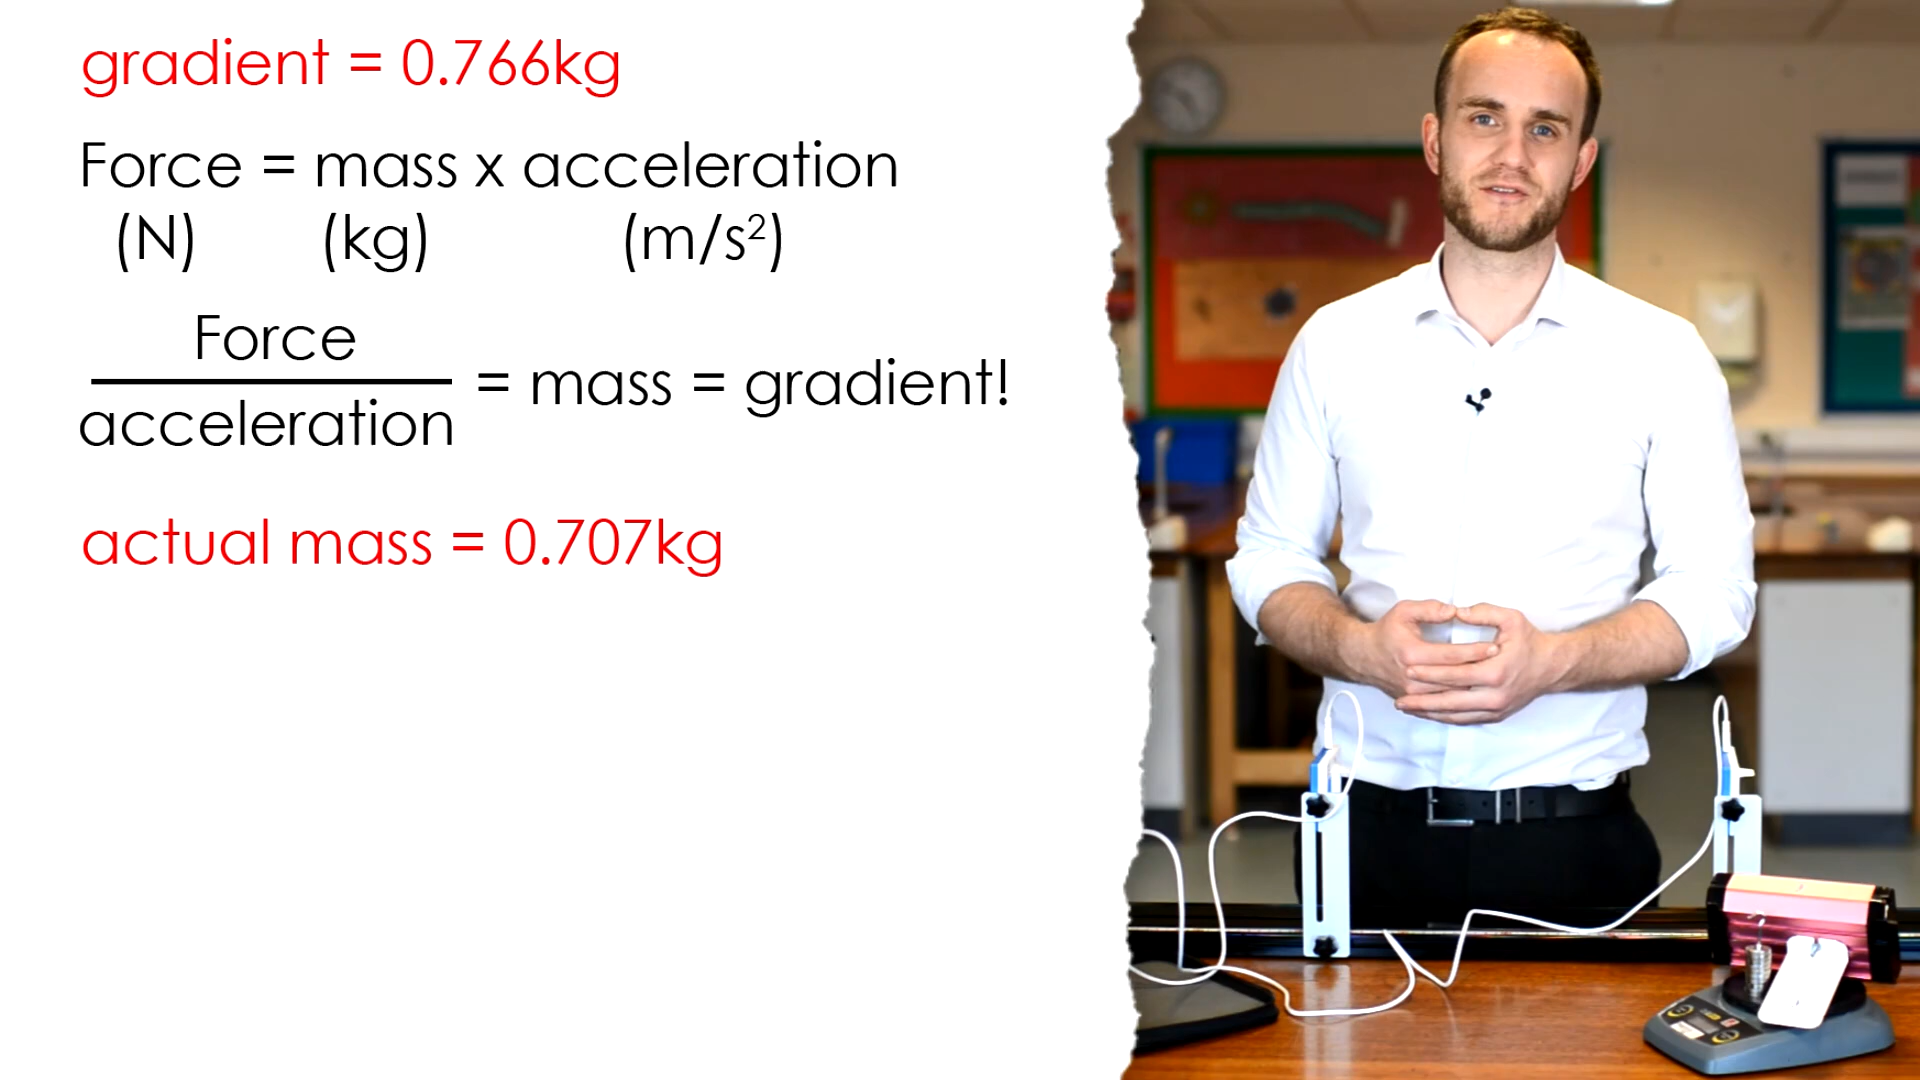 gradient = 0.766kg
Force = mass x acceleration
(N) (kg) (m/s²)
Force
acceleration
= mass = gradient!
actual mass = 0.707kg